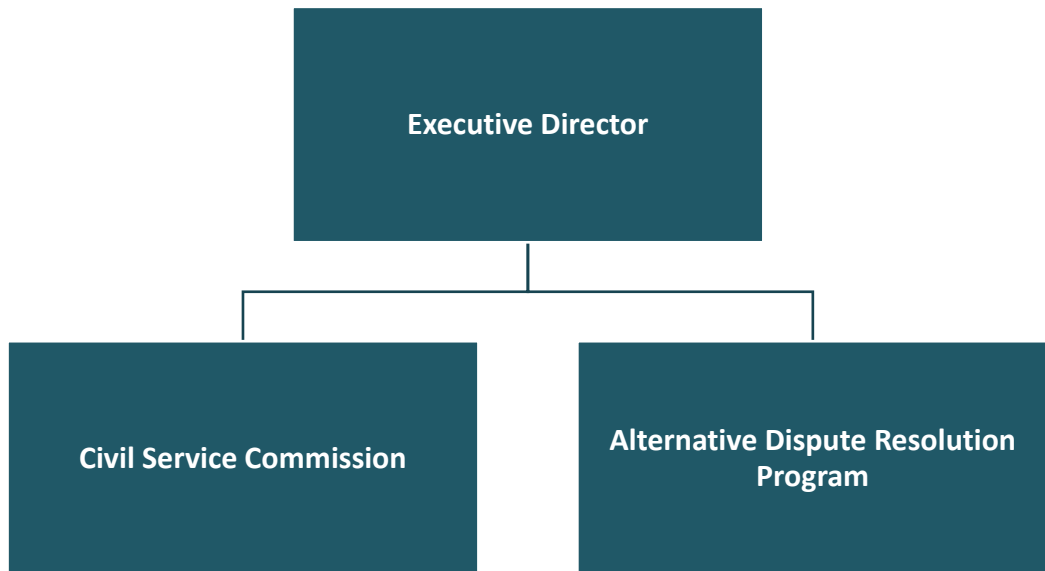 Executive Director
Civil Service Commission
Alternative Dispute Resolution
Program